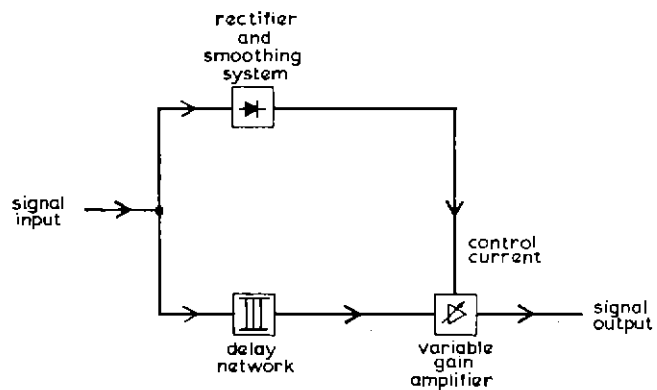 rectifier
and
smoothing
system
signal
input
control
current
delay
network
variable
gain
amplifier
signal
output